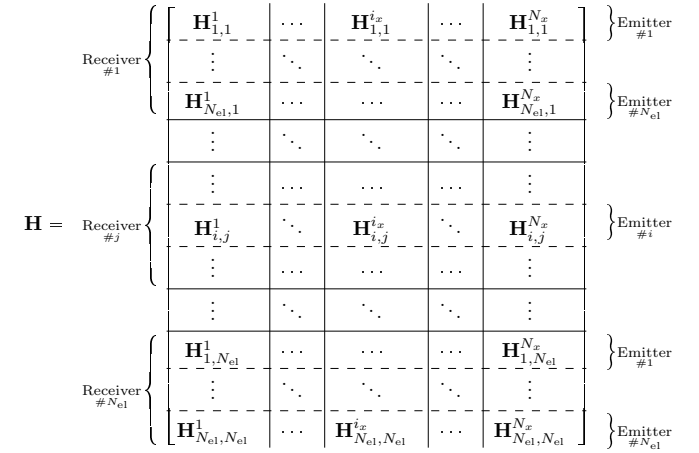 Receiver #1 H^1_{1,1} ⋯ H^{i_x}_{1,1} ⋯ H^{N_x}_{1,1} Emitter #1
⋮ ⋱ ⋱ ⋱ ⋮
H^1_{N_el,1} ⋯ ⋯ ⋯ H^{N_x}_{N_el,1} Emitter #N_el
⋮ ⋱ ⋱ ⋱ ⋮
⋮ … … … ⋮
H = Receiver #j H^1_{i,j} ⋱ H^{i_x}_{i,j} ⋱ H^{N_x}_{i,j} Emitter #i
⋮ … … … ⋮
⋮ ⋱ ⋱ ⋱ ⋮
H^1_{1,N_el} ⋯ ⋯ ⋯ H^{N_x}_{1,N_el} Emitter #1
Receiver #N_el ⋮ ⋱ ⋱ ⋱ ⋮
H^1_{N_el,N_el} ⋯ H^{i_x}_{N_el,N_el} ⋯ H^{N_x}_{N_el,N_el} Emitter #N_el